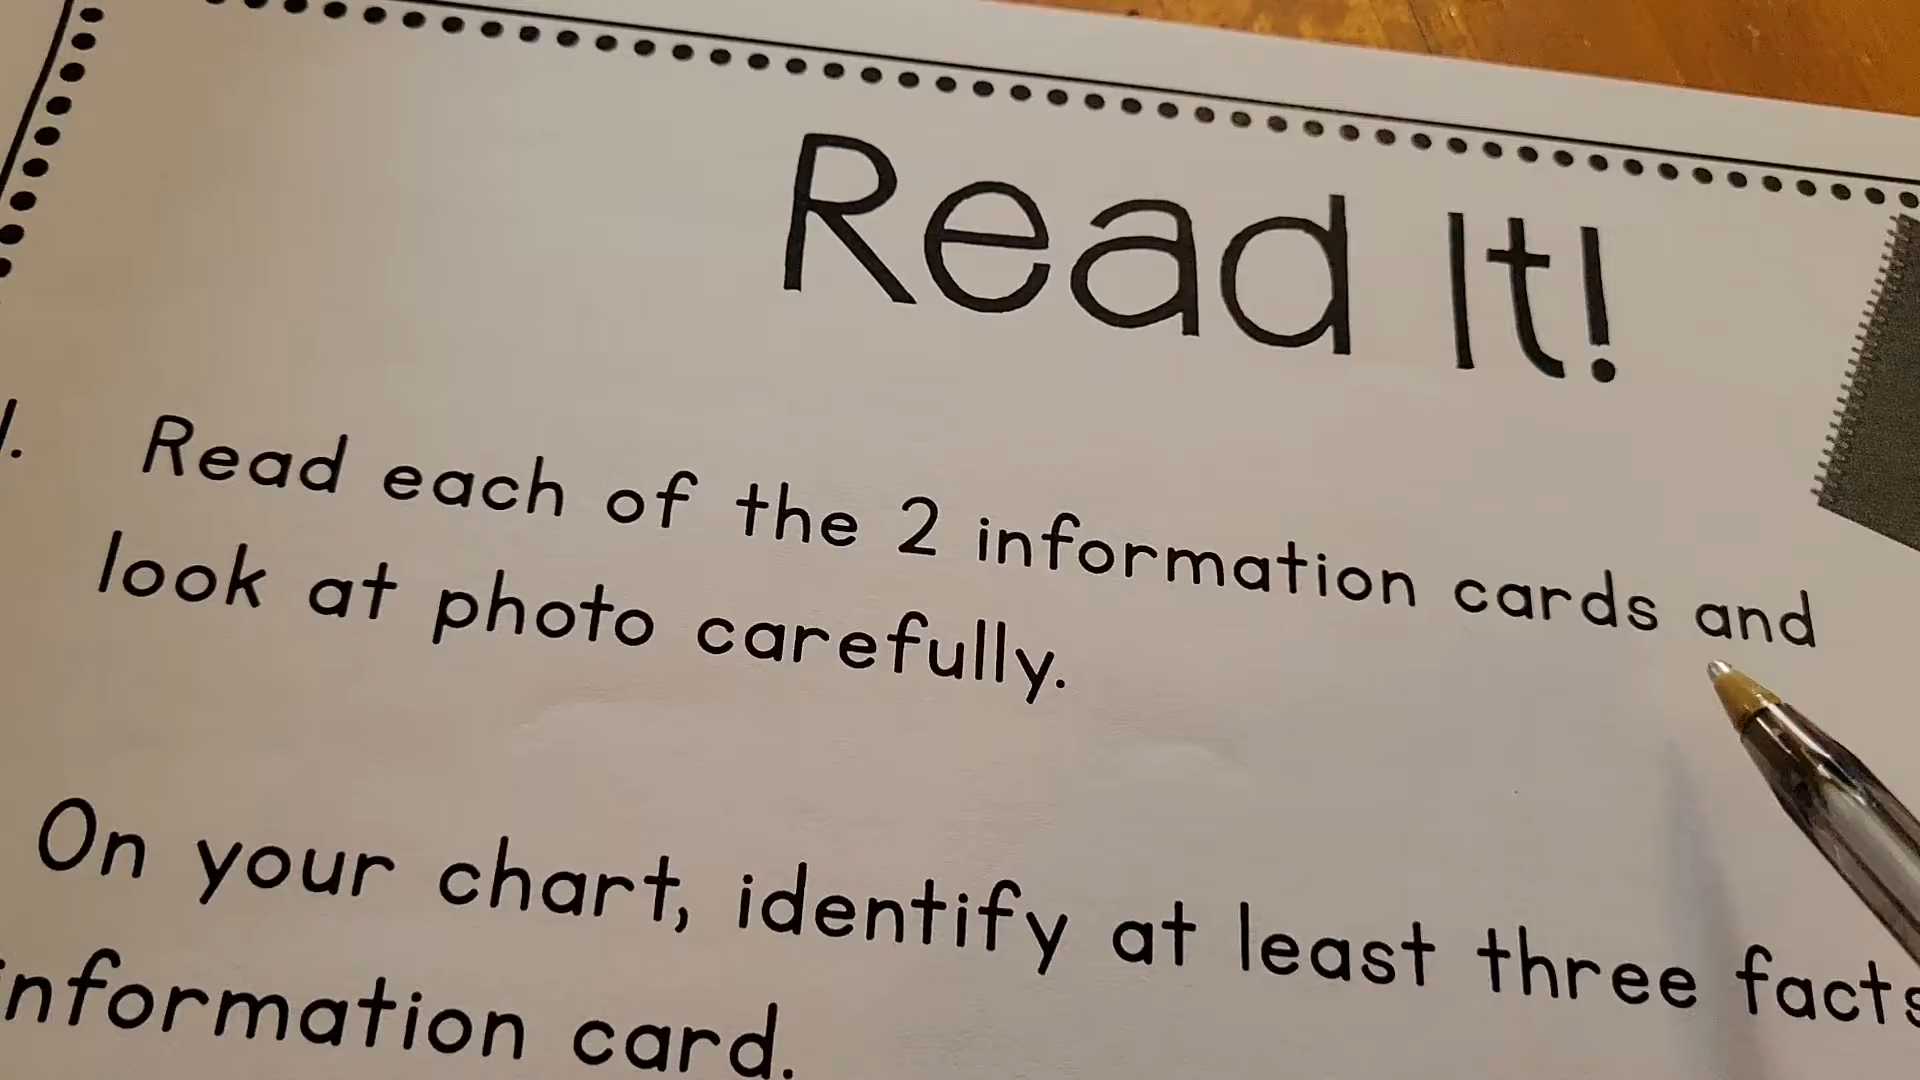 Read It!
1. Read each of the 2 information cards and
look at photo carefully.
On your chart, identify at least three facts
information card.